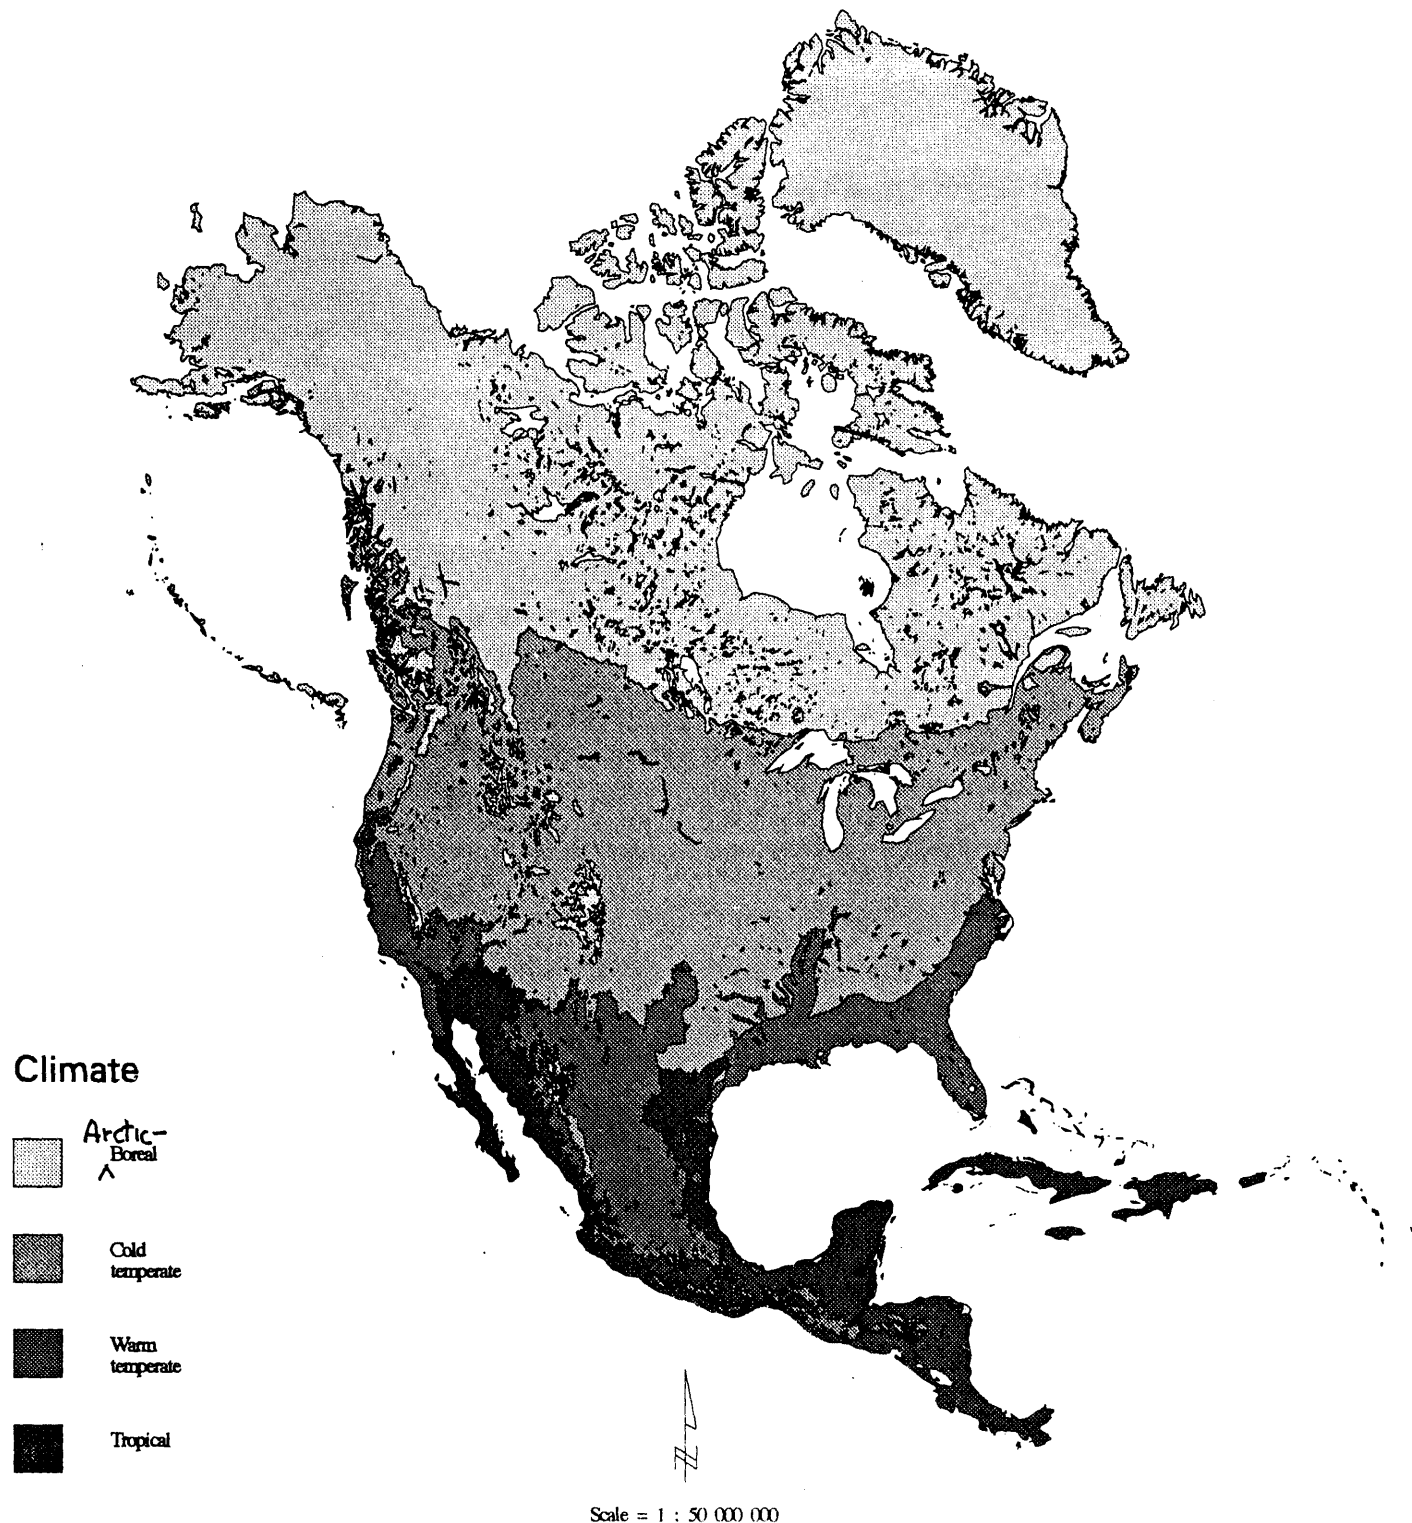 Climate
Arctic-
Boreal
Cold
temperate
Warm
temperate
Tropical
N
Scale = 1 : 50 000 000